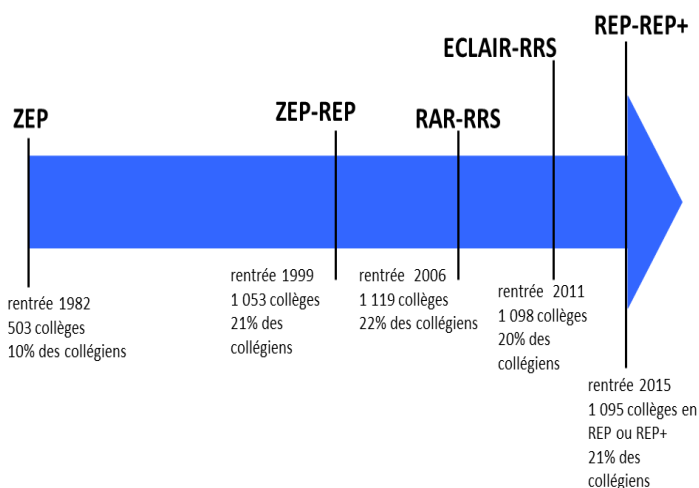 ZEP
rentrée 1982
503 collèges
10% des collégiens
ZEP-REP
rentrée 1999
1 053 collèges
21% des
collégiens
RAR-RRS
rentrée 2006
1 119 collèges
22% des collégiens
ECLAIR-RRS
rentrée 2011
1 098 collèges
20% des
collégiens
REP-REP+
rentrée 2015
1 095 collèges en
REP ou REP+
21% des
collégiens